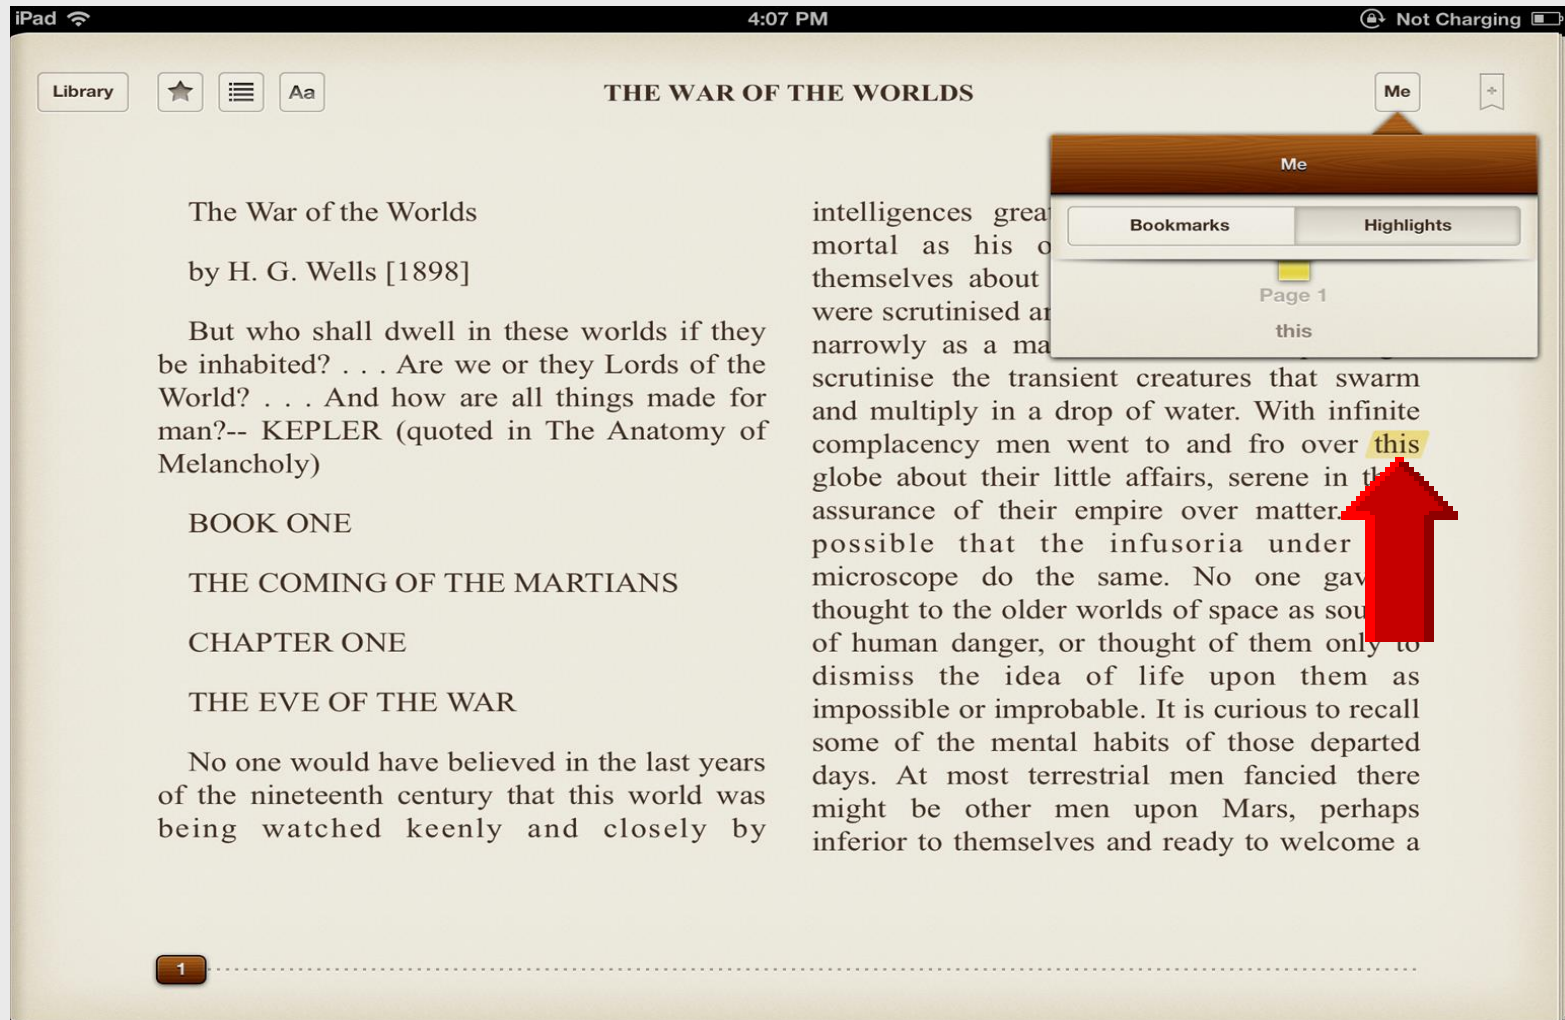 iPad 4:07 PM Not Charging
Library Aa THE WAR OF THE WORLDS Me
Me
Bookmarks Highlights
Page 1
this
The War of the Worlds
by H. G. Wells [1898]
But who shall dwell in these worlds if they
be inhabited? . . . Are we or they Lords of the
World? . . . And how are all things made for
man?-- KEPLER (quoted in The Anatomy of
Melancholy)
BOOK ONE
THE COMING OF THE MARTIANS
CHAPTER ONE
THE EVE OF THE WAR
No one would have believed in the last years
of the nineteenth century that this world was
being watched keenly and closely by
intelligences
mortal as his
themselves about
were scrutinised
narrowly as a
scrutinise the transient creatures that swarm
and multiply in a drop of water. With infinite
complacency men went to and fro over this
globe about their little affairs, serene in
assurance of their empire over matter.
possible that the infusoria under
microscope do the same. No one
thought to the older worlds of space as
of human danger, or thought of them only to
dismiss the idea of life upon them as
impossible or improbable. It is curious to recall
some of the mental habits of those departed
days. At most terrestrial men fancied there
might be other men upon Mars, perhaps
inferior to themselves and ready to welcome a
1